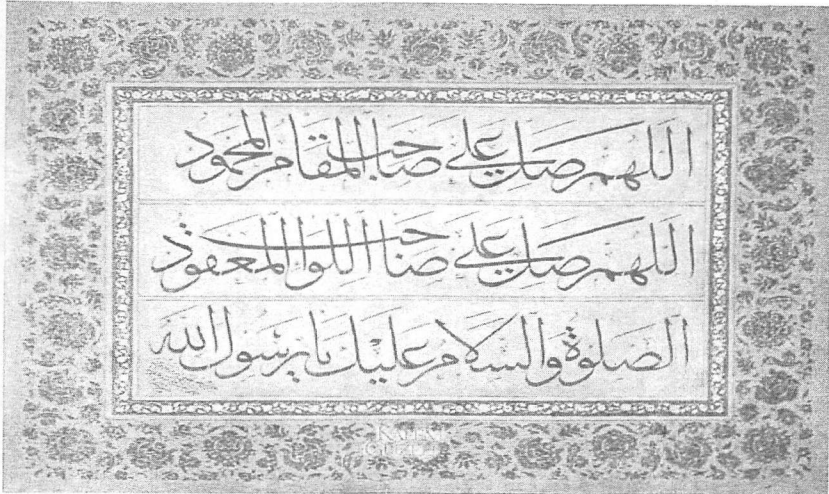 اللهم صل على صاحب المقام المحمود
اللهم صل على صاحب اللوا المعقود
الصلوة والسلام عليك يا رسول الله